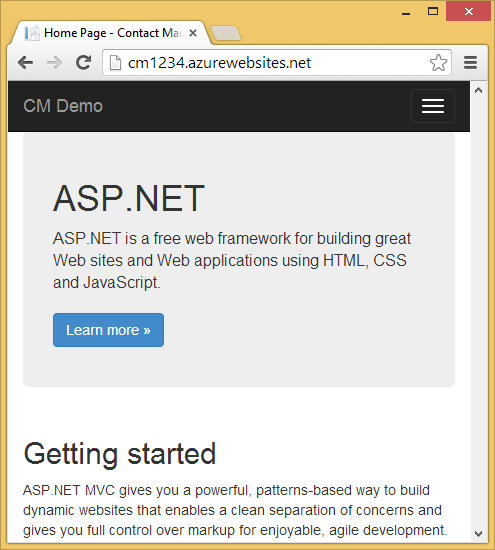 Home Page - Contact Ma
cm1234.azurewebsites.net
CM Demo
ASP.NET
ASP.NET is a free web framework for building great
Web sites and Web applications using HTML, CSS
and JavaScript.
Learn more »
Getting started
ASP.NET MVC gives you a powerful, patterns-based way to build
dynamic websites that enables a clean separation of concerns and
gives you full control over markup for enjoyable, agile development.